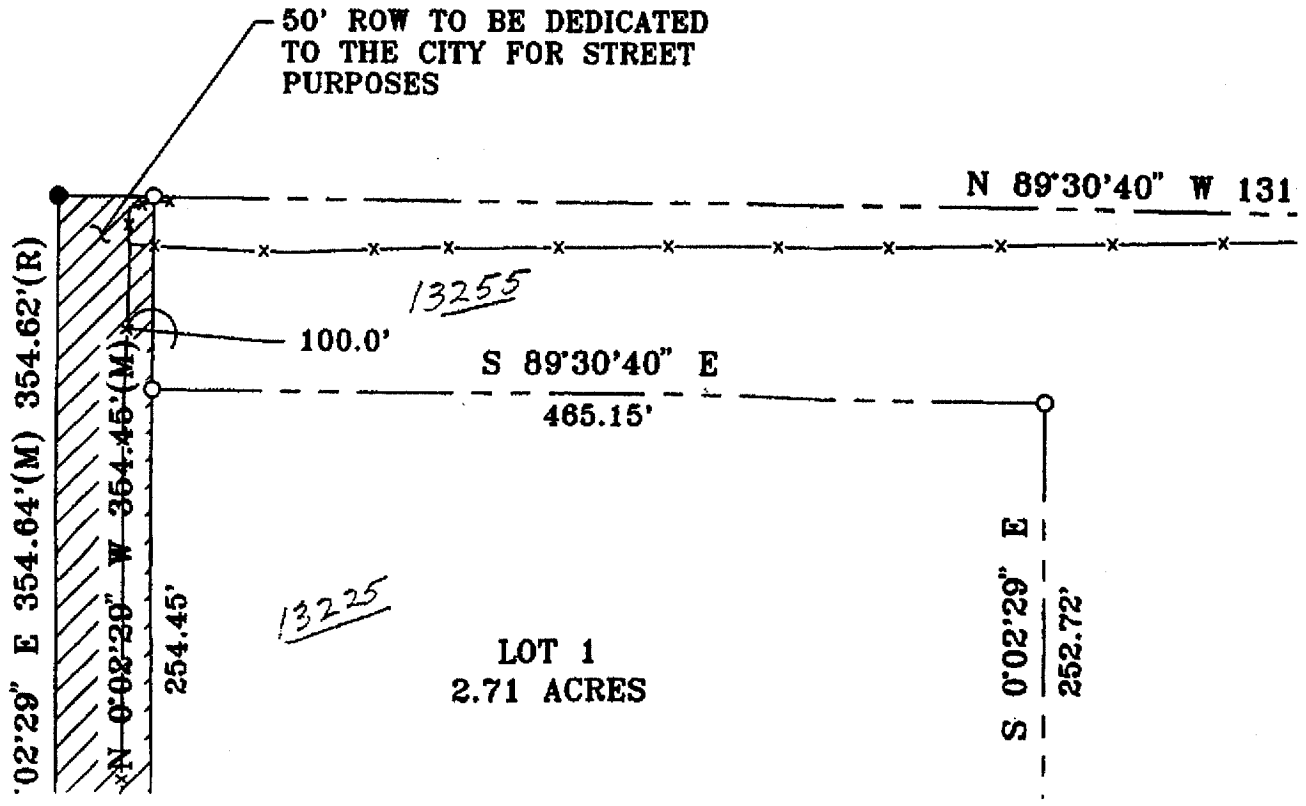 50' ROW TO BE DEDICATED
TO THE CITY FOR STREET
PURPOSES
N 89°30'40" W 131
13255
100.0'
S 89°30'40" E
465.15'
'02'29" E 354.64'(M) 354.62'(R)
N 0°02'29" W 354.45'(M)
254.45'
13225
LOT 1
2.71 ACRES
S 0°02'29" E
252.72'